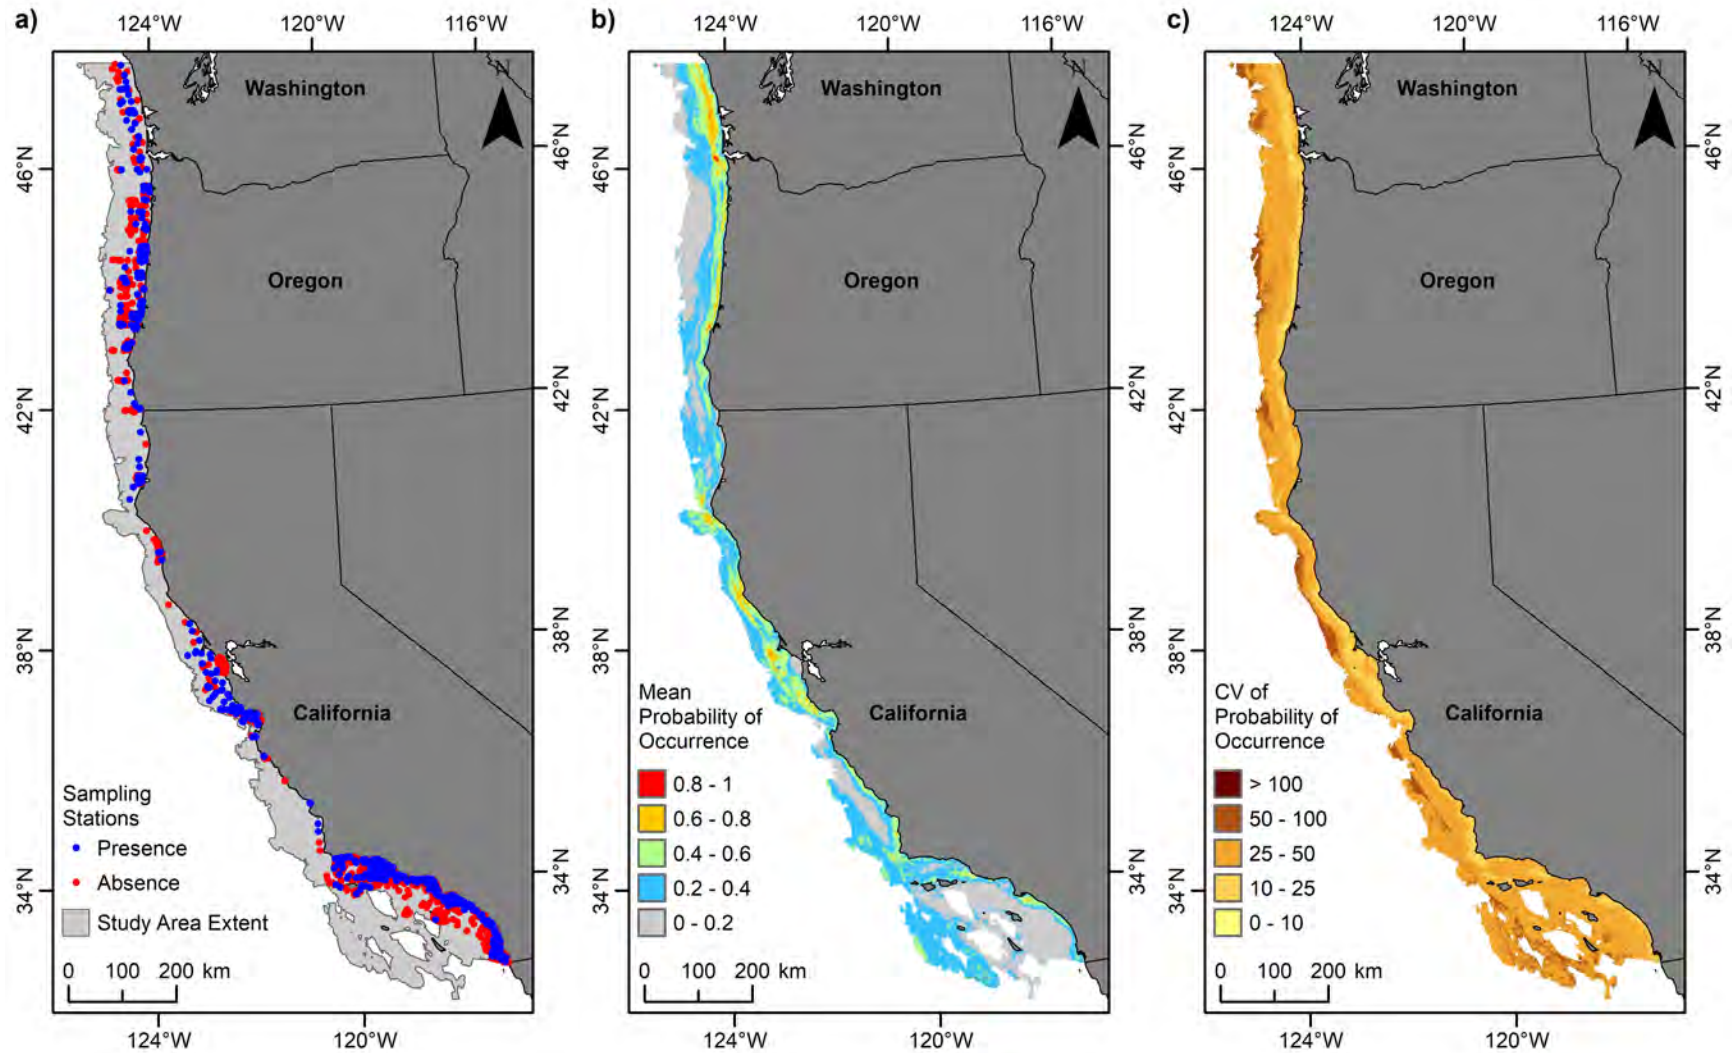 a)
124°W 120°W 116°W
Washington
Oregon
California
46°N
42°N
38°N
34°N
46°N
42°N
38°N
34°N
Sampling
Stations
Presence
Absence
Study Area Extent
0 100 200 km
124°W 120°W
b)
124°W 120°W 116°W
Washington
Oregon
California
46°N
42°N
38°N
34°N
46°N
42°N
38°N
34°N
Mean
Probability of
Occurrence
0.8 - 1
0.6 - 0.8
0.4 - 0.6
0.2 - 0.4
0 - 0.2
0 100 200 km
124°W 120°W
c)
124°W 120°W 116°W
Washington
Oregon
California
46°N
42°N
38°N
34°N
46°N
42°N
38°N
34°N
CV of
Probability of
Occurrence
> 100
50 - 100
25 - 50
10 - 25
0 - 10
0 100 200 km
124°W 120°W